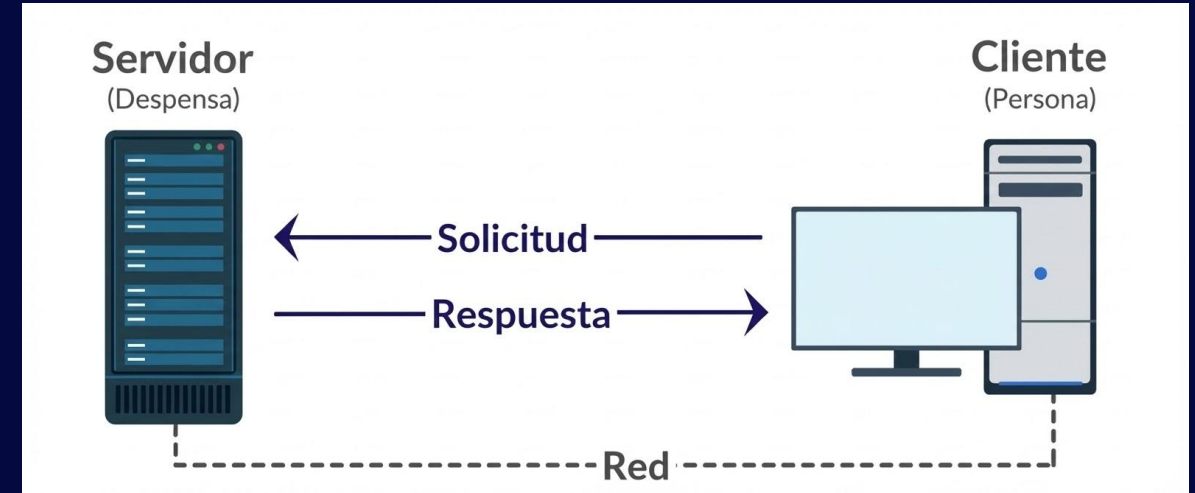 Servidor
(Despensa)
Cliente
(Persona)
Solicitud
Respuesta
Red